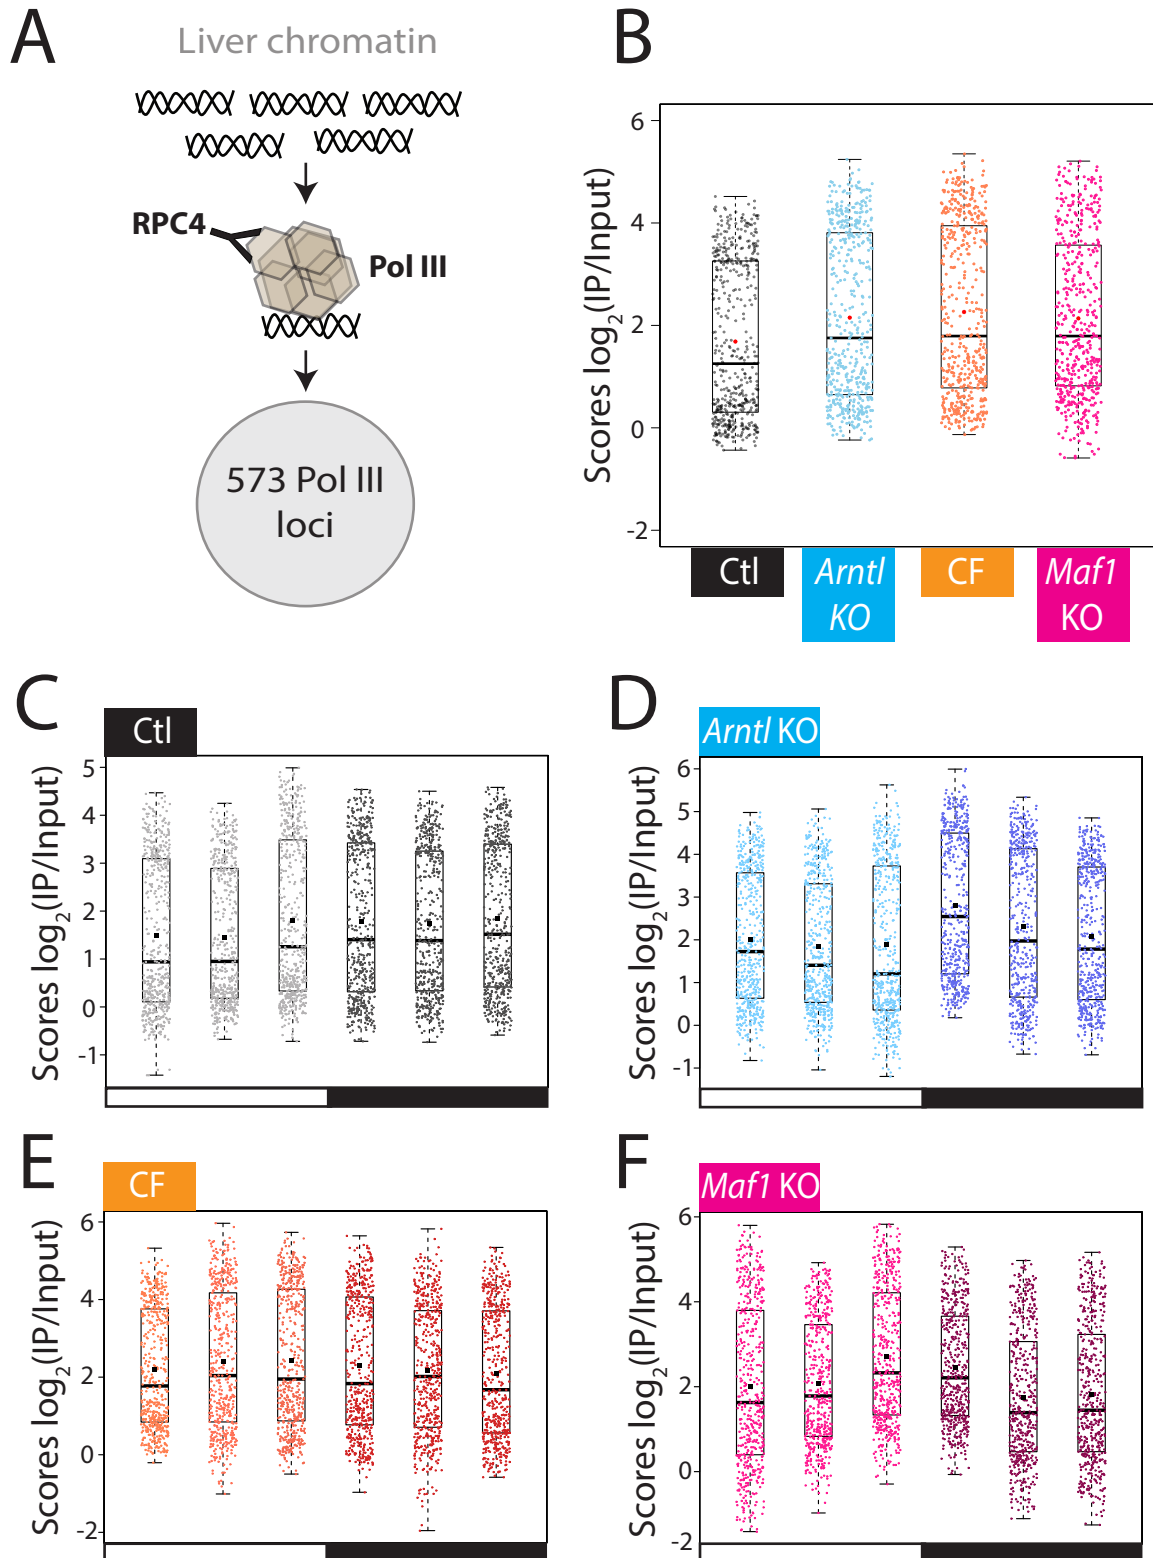 A
Liver chromatin
RPC4
Pol III
573 Pol III
loci
B
Scores log2(IP/Input)
6
4
2
0
-2
Ctl
Arntl
KO
CF
Maf1
KO
C
Ctl
Scores log2(IP/Input)
5
4
3
2
1
0
-1
D
Arntl KO
Scores log2(IP/Input)
6
5
4
3
2
1
0
-1
E
CF
Scores log2(IP/Input)
6
4
2
0
-2
F
Maf1 KO
Scores log2(IP/Input)
6
4
2
0
-2